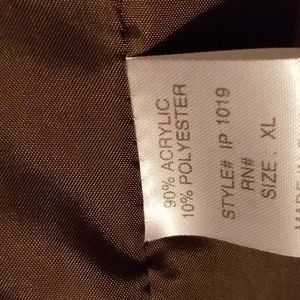 90% ACRYLIC
10% POLYESTER
STYLE# IP 1019
RN#
SIZE : XL